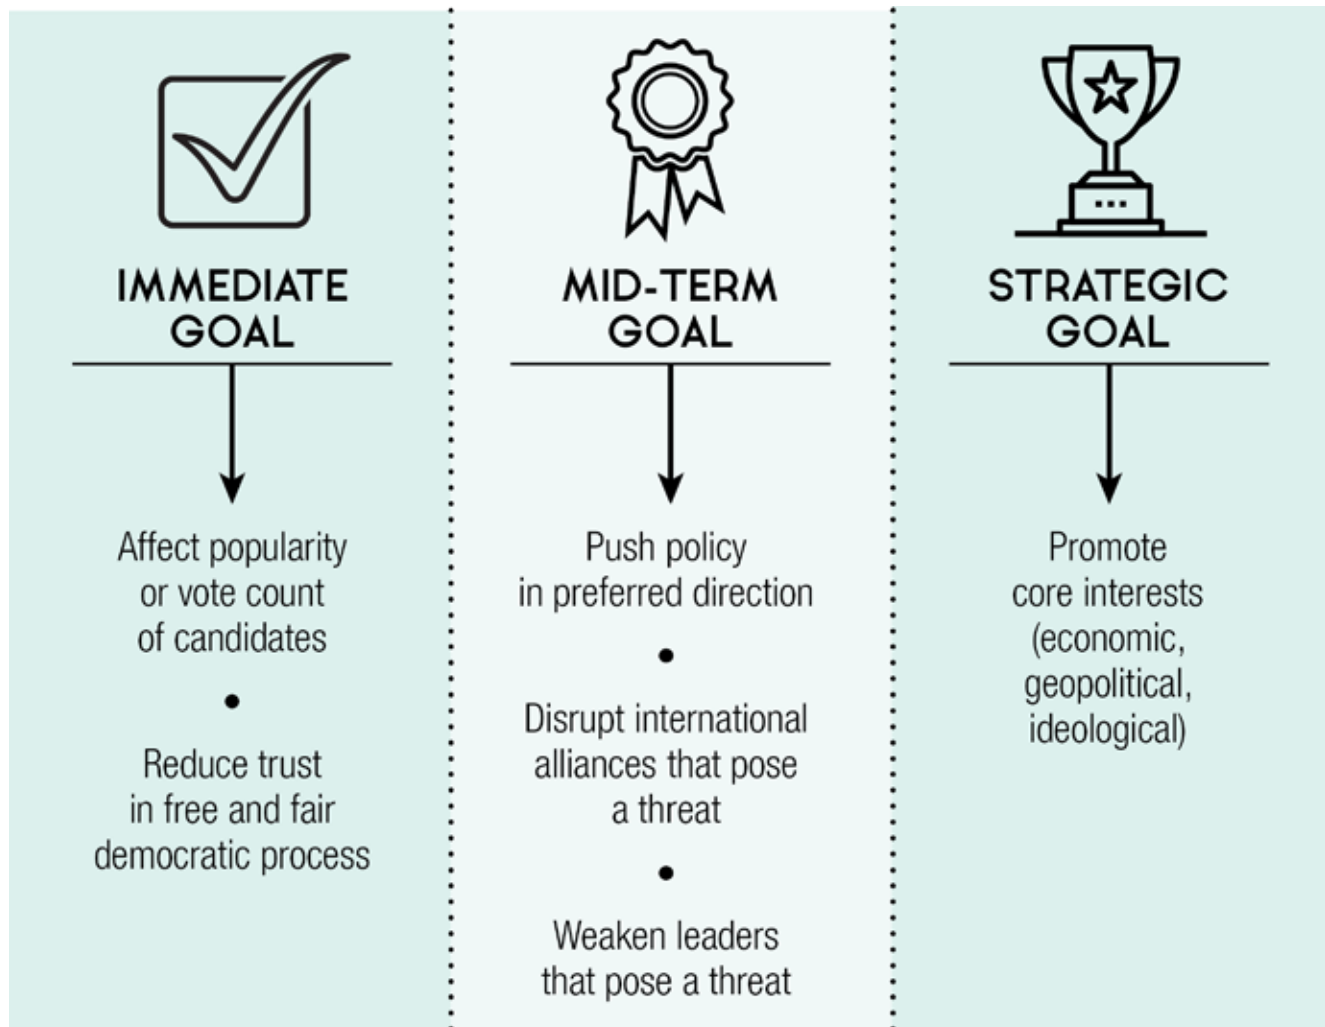 IMMEDIATE
GOAL
Affect popularity
or vote count
of candidates
•
Reduce trust
in free and fair
democratic process
MID-TERM
GOAL
Push policy
in preferred direction
•
Disrupt international
alliances that pose
a threat
•
Weaken leaders
that pose a threat
STRATEGIC
GOAL
Promote
core interests
(economic,
geopolitical,
ideological)